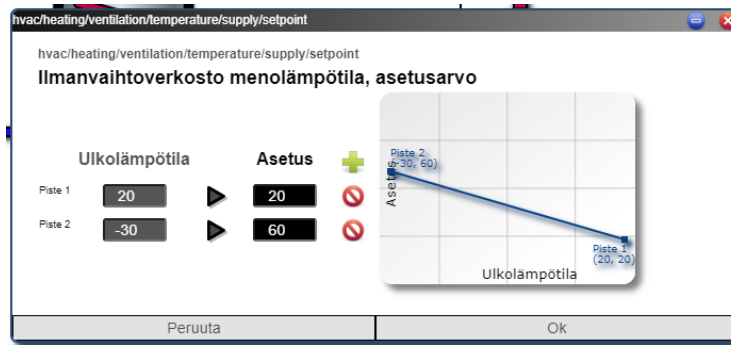 hvac/heating/ventilation/temperature/supply/setpoint
hvac/heating/ventilation/temperature/supply/setpoint
Ilmanvaihtoverkosto menolämpötila, asetusarvo
Ulkolämpötila Asetus
Piste 1 20 20
Piste 2 -30 60
Asetus
Piste 2
(-30, 60)
Piste 1
(20, 20)
Ulkolämpötila
Peruuta Ok